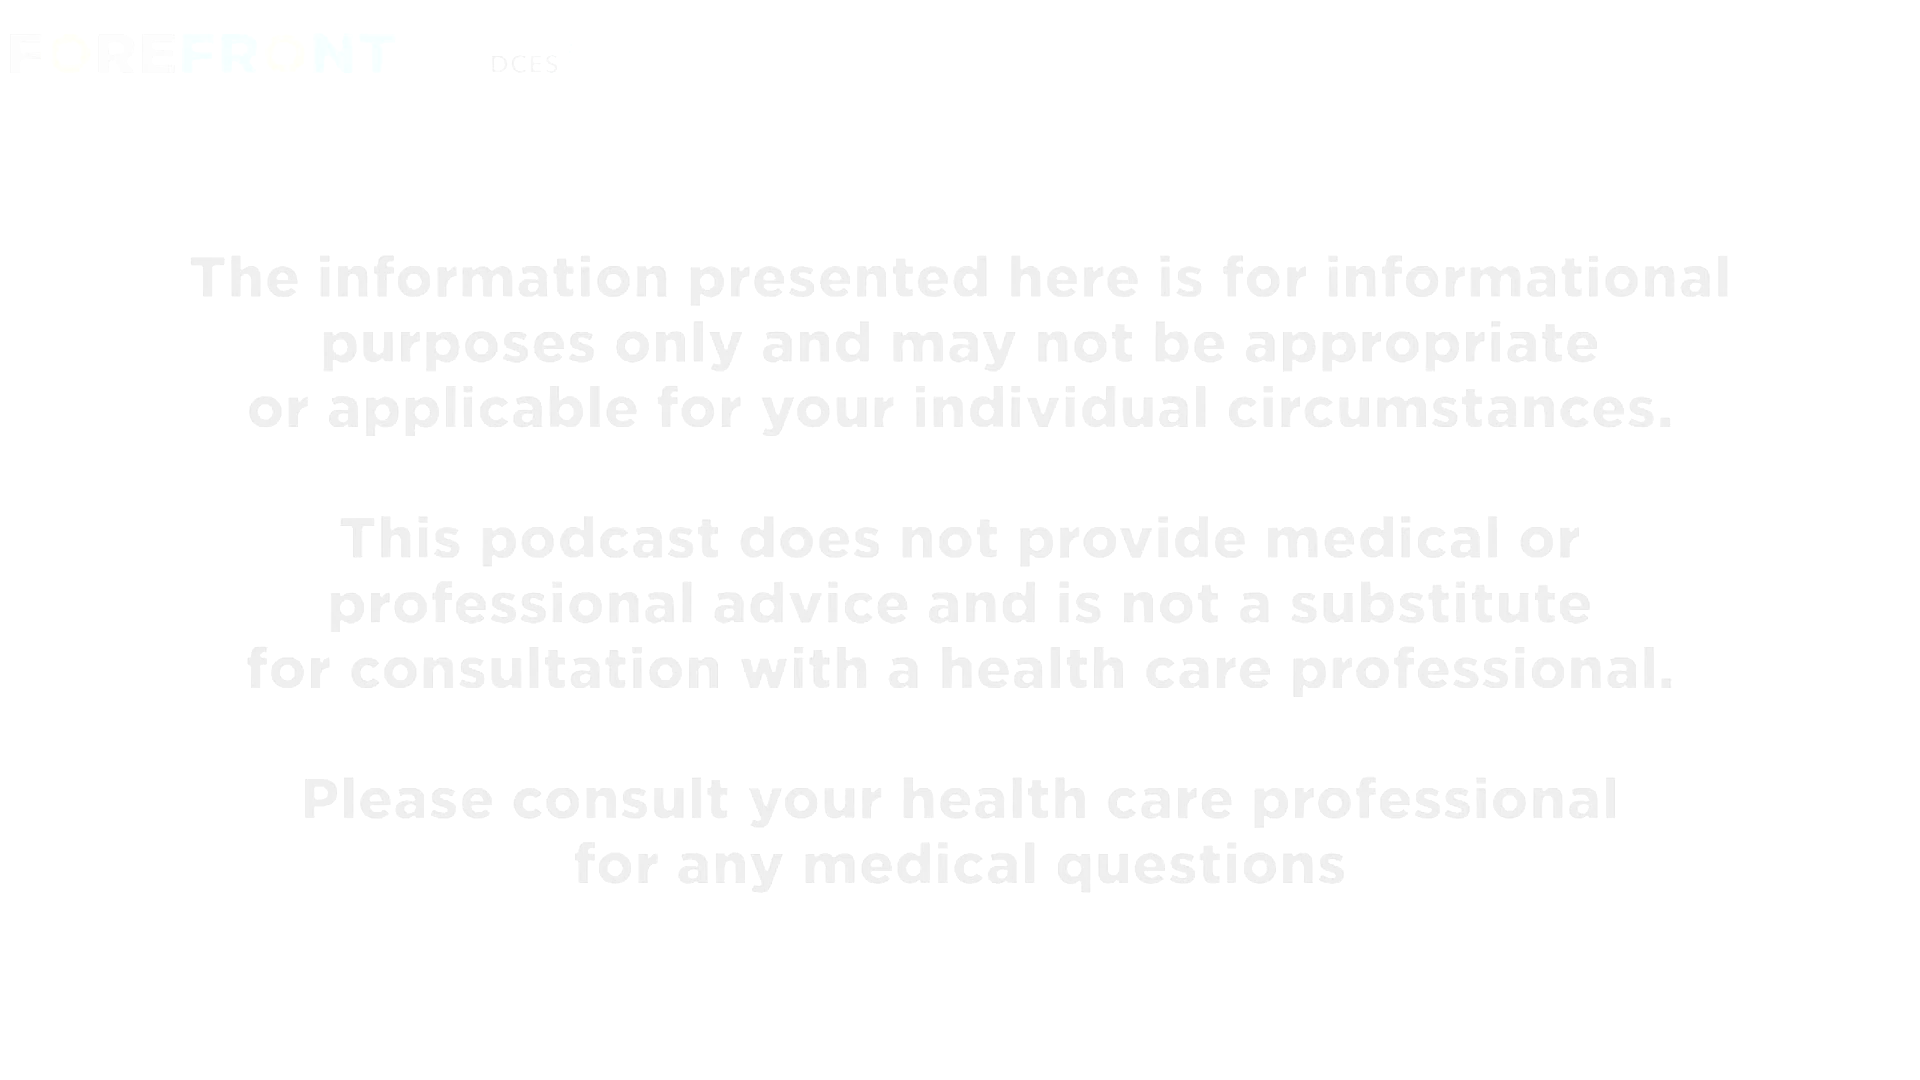 FOREFRONT
DCES
The information presented here is for informational
purposes only and may not be appropriate
or applicable for your individual circumstances.
This podcast does not provide medical or
professional advice and is not a substitute
for consultation with a health care professional.
Please consult your health care professional
for any medical questions